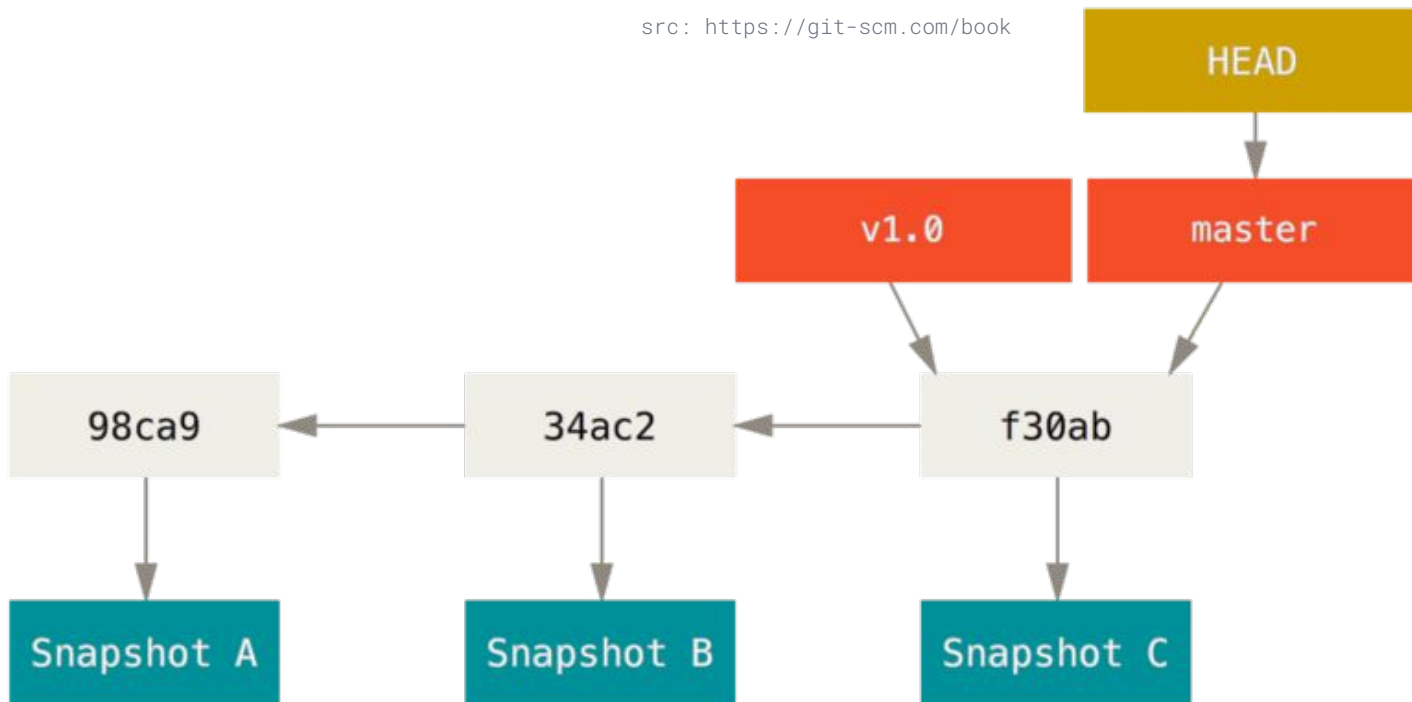 src: https://git-scm.com/book
HEAD
v1.0
master
98ca9
34ac2
f30ab
Snapshot A
Snapshot B
Snapshot C